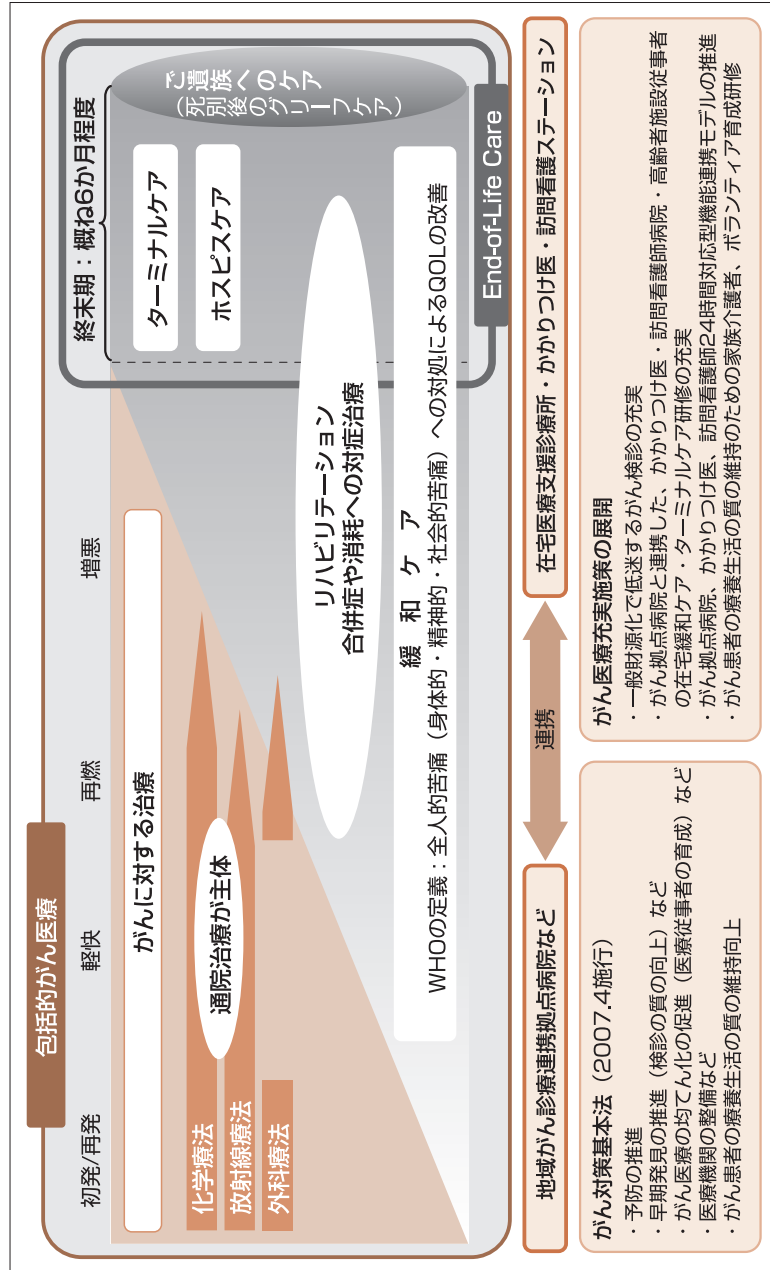 包括的がん医療
初発/再発
軽快
再燃
増悪
終末期：概ね6か月程度
がんに対する治療
化学療法
放射線療法
外科療法
通院治療が主体
リハビリテーション
合併症や消耗への対症治療
緩和ケア
WHOの定義：全人的苦痛（身体的・精神的・社会的苦痛）への対処によるQOLの改善
ターミナルケア
ホスピスケア
ご遺族へのケア
（死別後のグリーフケア）
End-of-Life Care
地域がん診療連携拠点病院など
連携
在宅医療支援診療所・かかりつけ医・訪問看護ステーション
がん対策基本法（2007.4施行）
・予防の推進
・早期発見の推進（検診の質の向上）など
・がん医療の均てん化の促進（医療従事者の育成）など
・医療機関の整備など
・がん患者の療養生活の質の維持向上
がん医療充実施策の展開
・一般財源化で低迷するがん検診の充実
・がん拠点病院と連携した、かかりつけ医・訪問看護師病院・高齢者施設従事者
の在宅緩和ケア・ターミナルケア研修の充実
・がん拠点病院、かかりつけ医、訪問看護師24時間対応型機能連携モデルの推進
・がん患者の療養生活の質の維持のための家族介護者、ボランティア育成研修